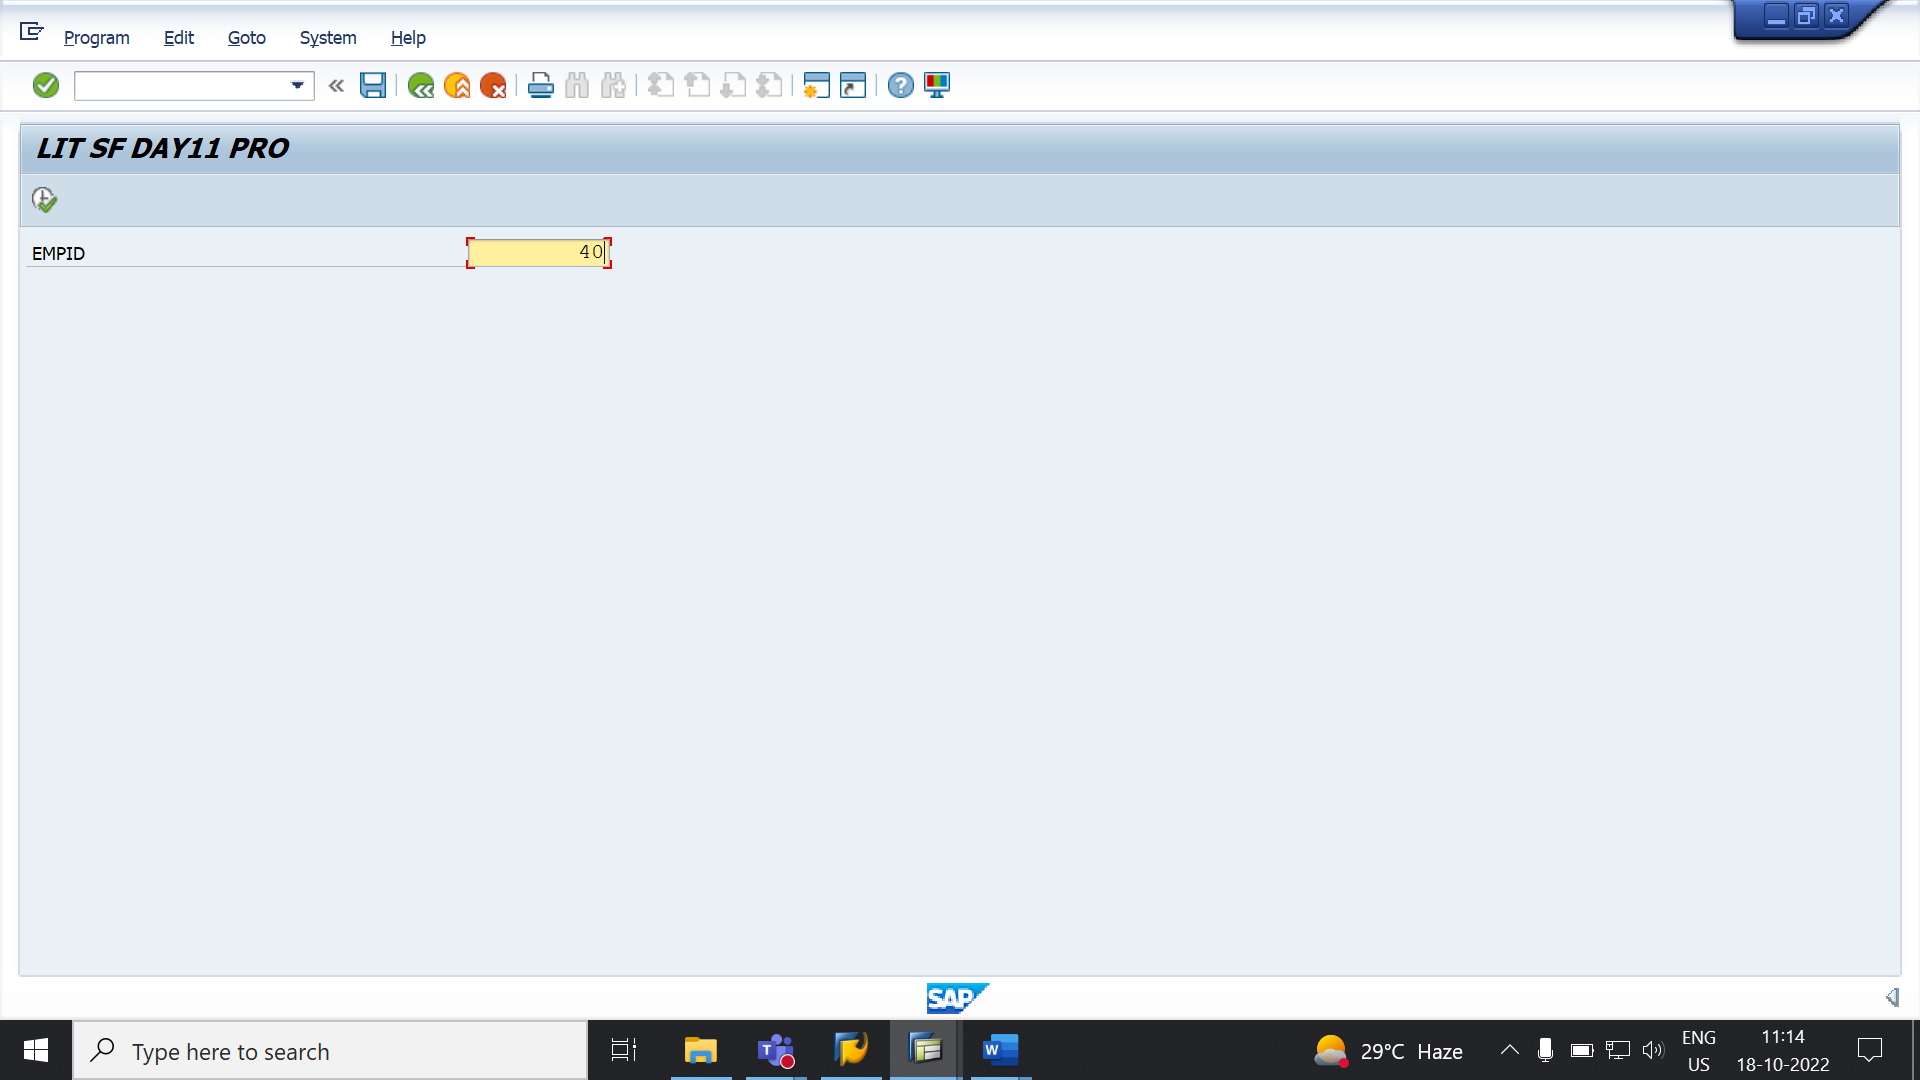 Program Edit Goto System Help
LIT SF DAY11 PRO
EMPID 40
SAP
Type here to search
T
W
29°C Haze
ENG 11:14
US 18-10-2022